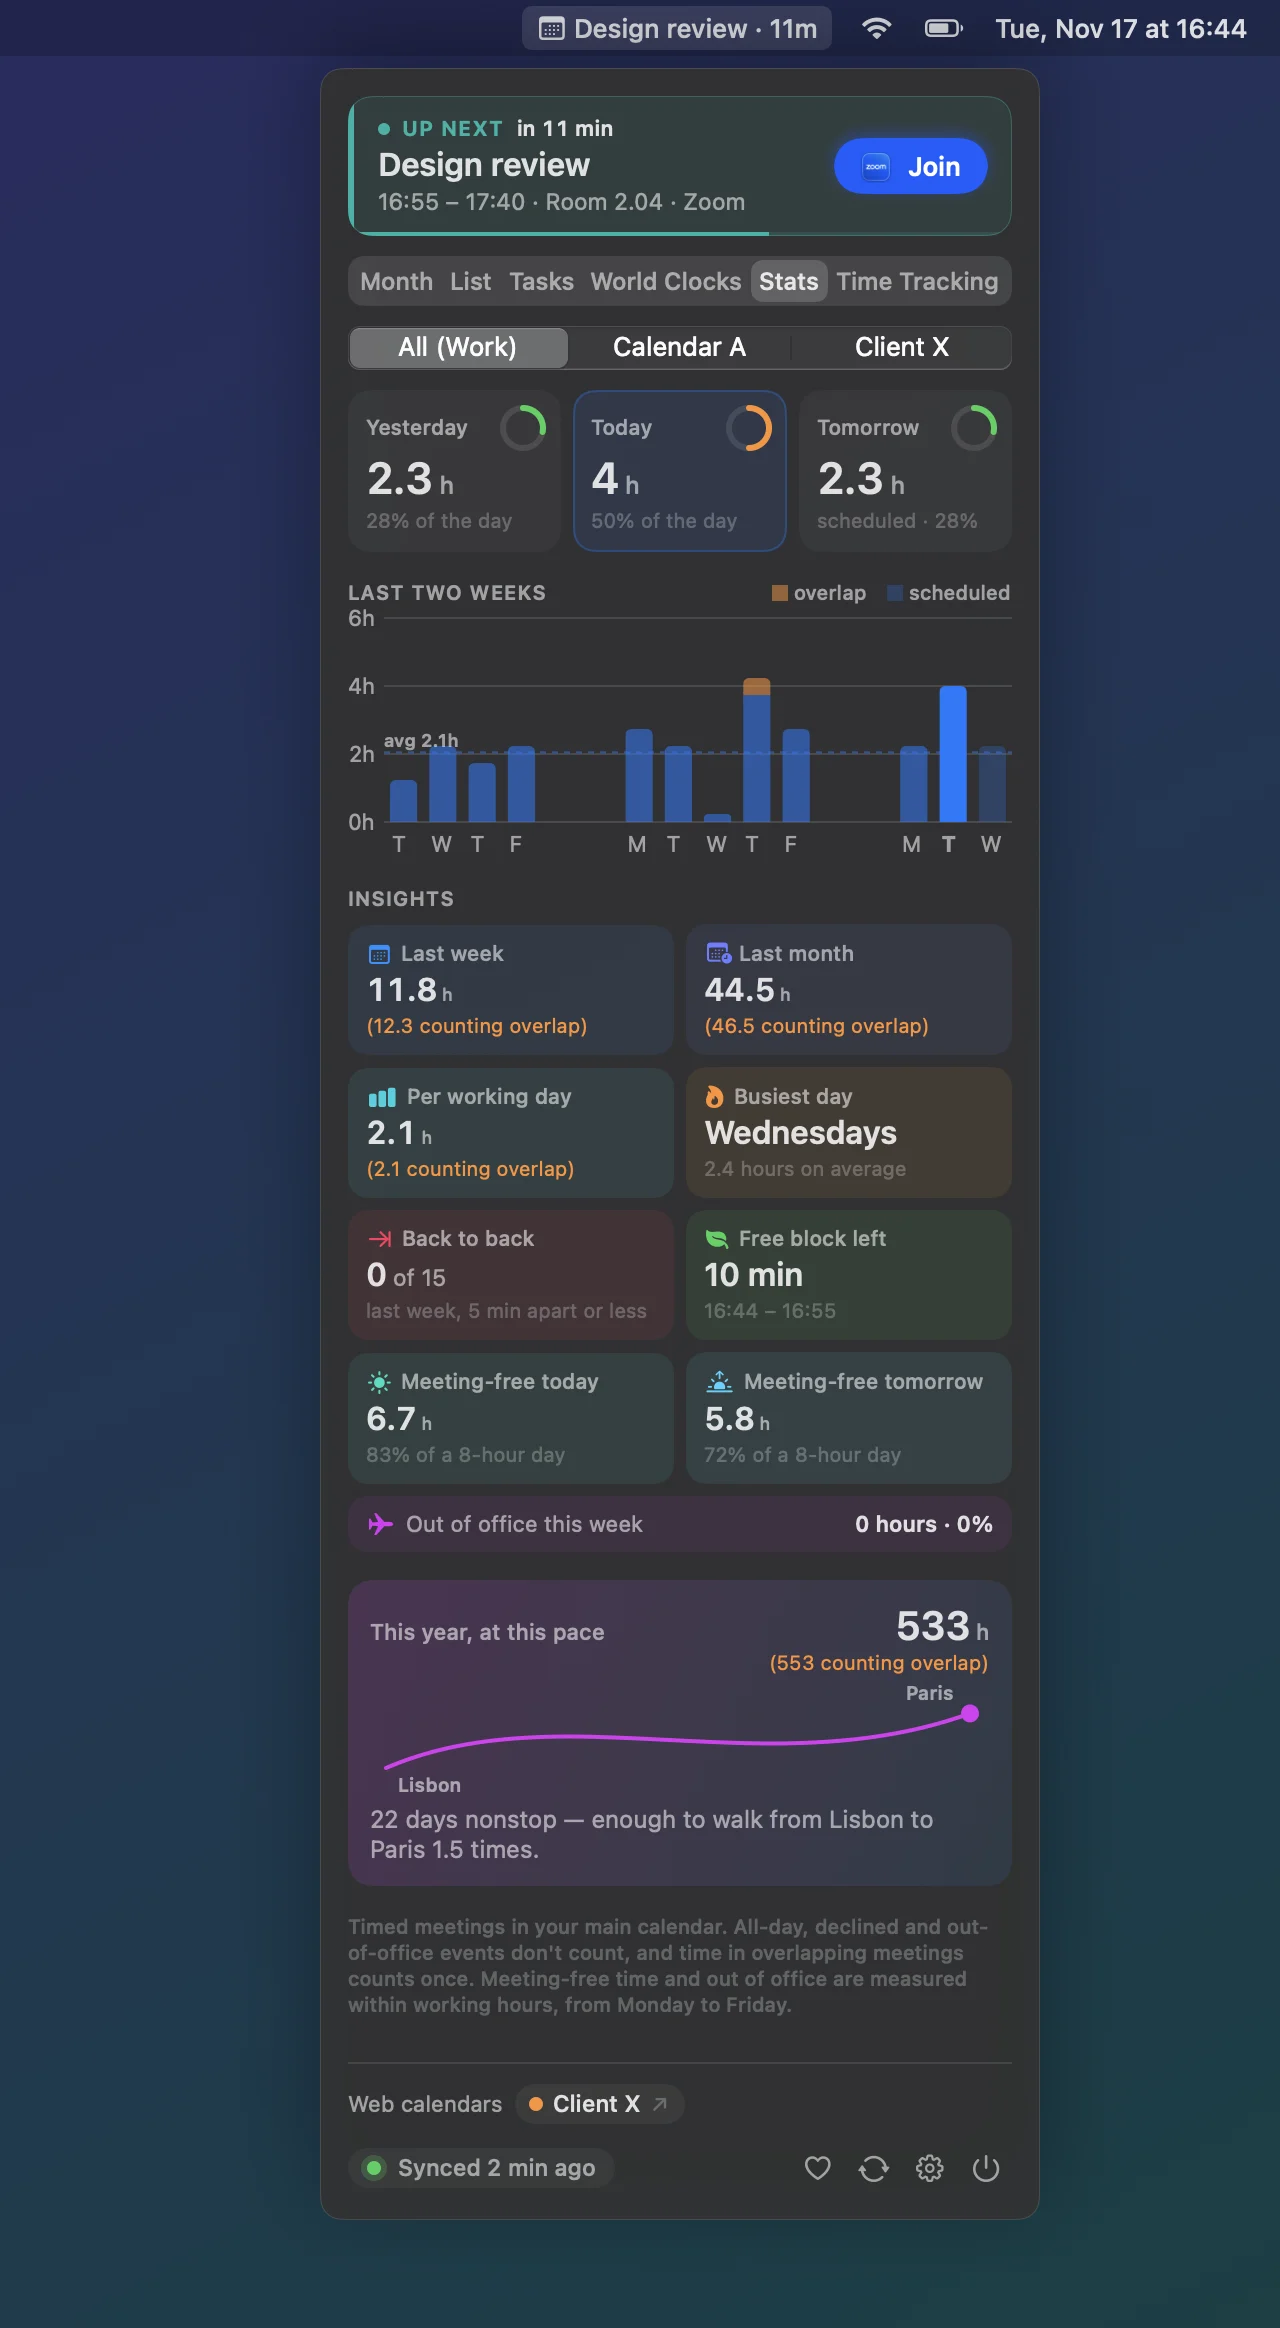 Design review · 11m
Tue, Nov 17 at 16:44
UP NEXT in 11 min
Design review
16:55 – 17:40 · Room 2.04 · Zoom
zoom
Join
Month List Tasks World Clocks Stats Time Tracking
All (Work) Calendar A Client X
Yesterday
2.3 h
28% of the day
Today
4 h
50% of the day
Tomorrow
2.3 h
scheduled · 28%
LAST TWO WEEKS
overlap scheduled
6h
4h
avg 2.1h
2h
0h
T W T F M T W T F M T W
INSIGHTS
Last week
11.8 h
(12.3 counting overlap)
Last month
44.5 h
(46.5 counting overlap)
Per working day
2.1 h
(2.1 counting overlap)
Busiest day
Wednesdays
2.4 hours on average
Back to back
0 of 15
last week, 5 min apart or less
Free block left
10 min
16:44 – 16:55
Meeting-free today
6.7 h
83% of a 8-hour day
Meeting-free tomorrow
5.8 h
72% of a 8-hour day
Out of office this week
0 hours · 0%
This year, at this pace
533 h
(553 counting overlap)
Paris
Lisbon
22 days nonstop — enough to walk from Lisbon to
Paris 1.5 times.
Timed meetings in your main calendar. All-day, declined and out-
of-office events don't count, and time in overlapping meetings
counts once. Meeting-free time and out of office are measured
within working hours, from Monday to Friday.
Web calendars
Client X
Synced 2 min ago